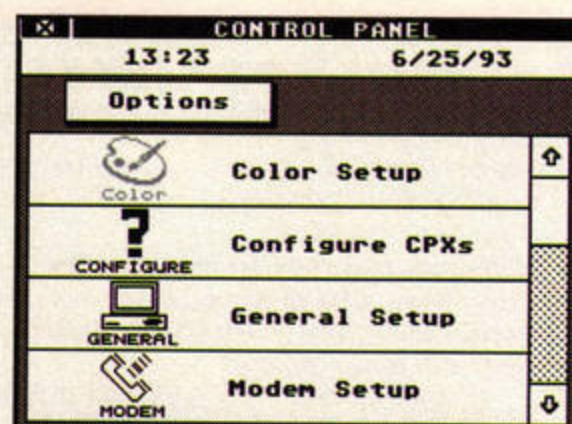 CONTROL PANEL
13:23 6/25/93
Options
Color
Color Setup
CONFIGURE
Configure CPXs
GENERAL
General Setup
MODEM
Modem Setup